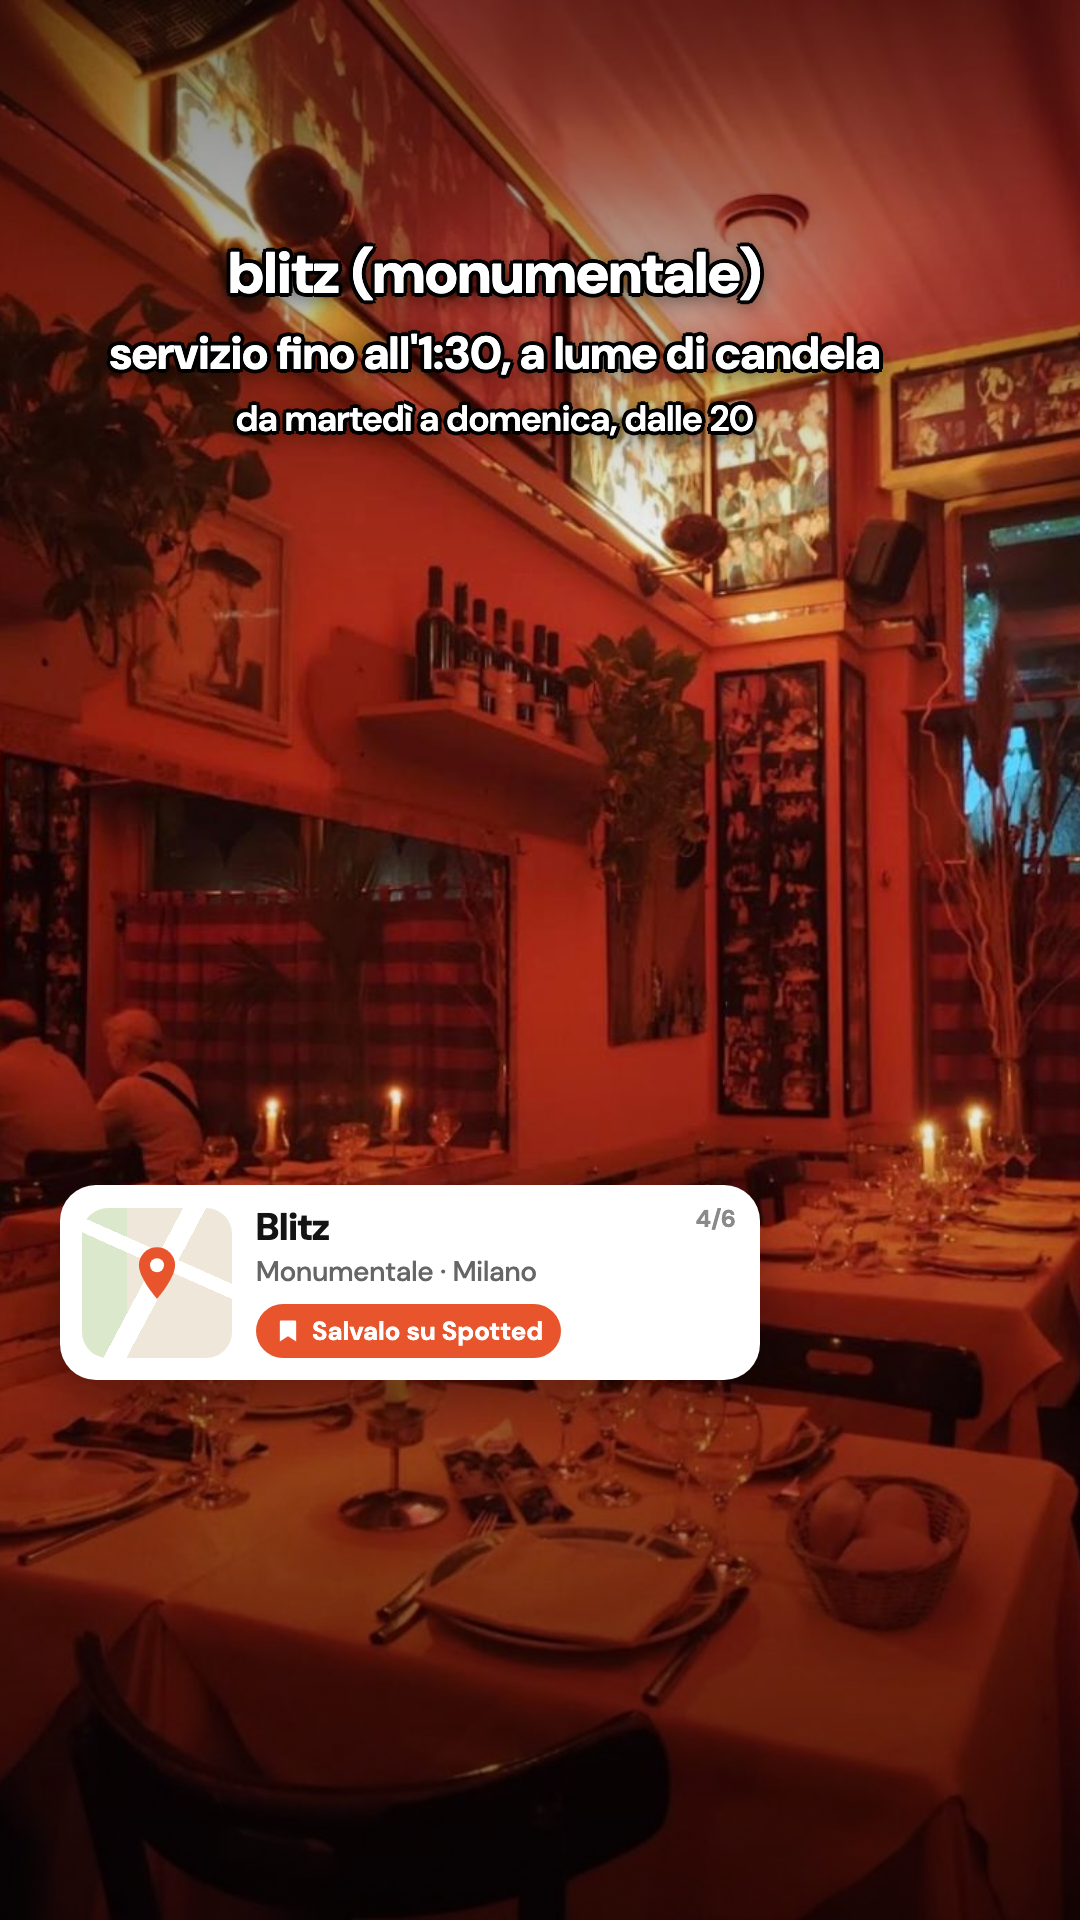 blitz (monumentale)
servizio fino all'1:30, a lume di candela
da martedì a domenica, dalle 20
Blitz
4/6
Monumentale · Milano
Salvalo su Spotted